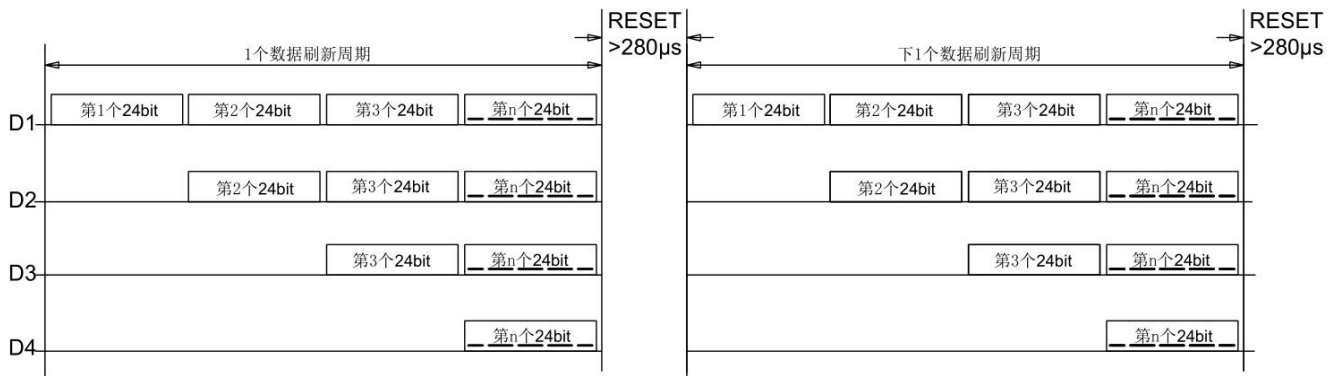 RESET
>280μs
RESET
>280μs
1个数据刷新周期
下1个数据刷新周期
D1
第1个24bit
第2个24bit
第3个24bit
第n个24bit
第1个24bit
第2个24bit
第3个24bit
第n个24bit
D2
第2个24bit
第3个24bit
第n个24bit
第2个24bit
第3个24bit
第n个24bit
D3
第3个24bit
第n个24bit
第3个24bit
第n个24bit
D4
第n个24bit
第n个24bit